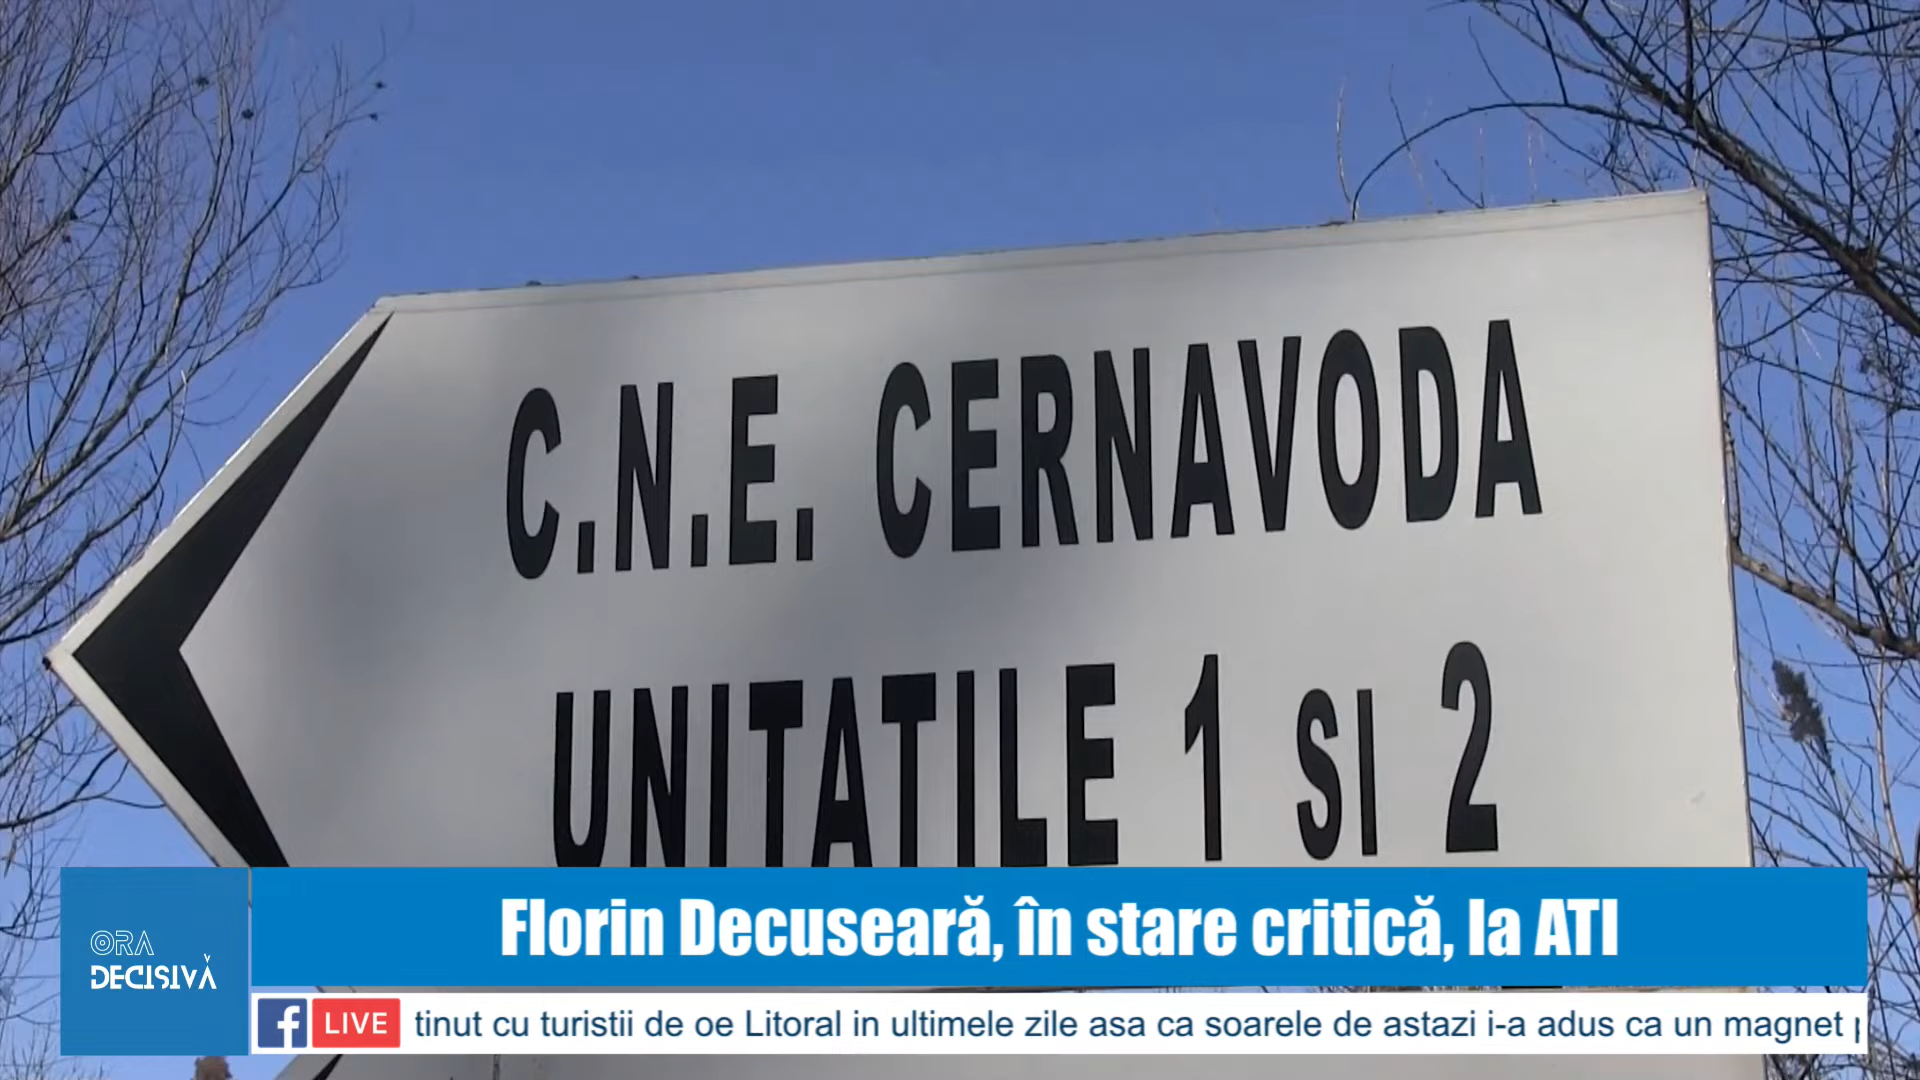 C.N.E. CERNAVODA
UNITATILE 1 SI 2
Florin Decuseară, în stare critică, la ATI
ORA
DECISIVĂ
LIVE tinut cu turistii de oe Litoral in ultimele zile asa ca soarele de astazi i-a adus ca un magnet